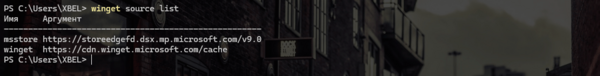 PS C:\Users\XBEL> winget source list
Имя     Аргумент
-----------------------------------------------------
msstore https://storeedgefd.dsx.mp.microsoft.com/v9.0
winget  https://cdn.winget.microsoft.com/cache
PS C:\Users\XBEL>